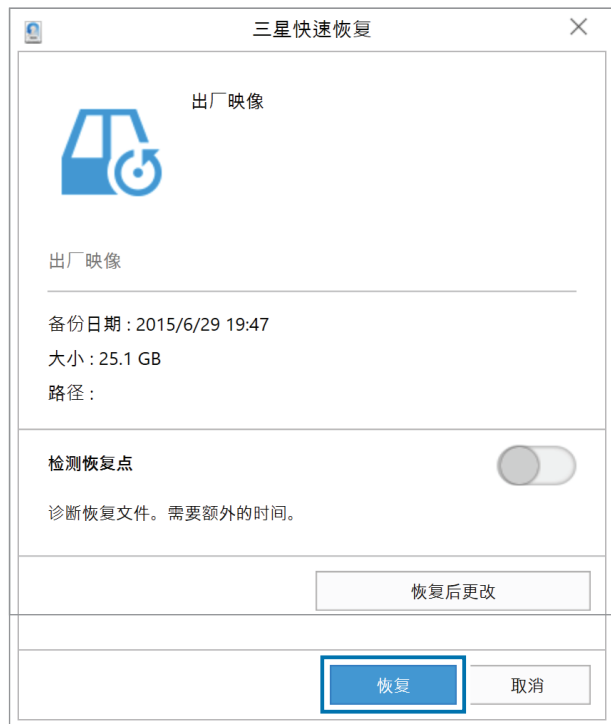 三星快速恢复
出厂映像
出厂映像
备份日期 : 2015/6/29 19:47
大小 : 25.1 GB
路径 :
检测恢复点
诊断恢复文件。需要额外的时间。
恢复后更改
恢复
取消